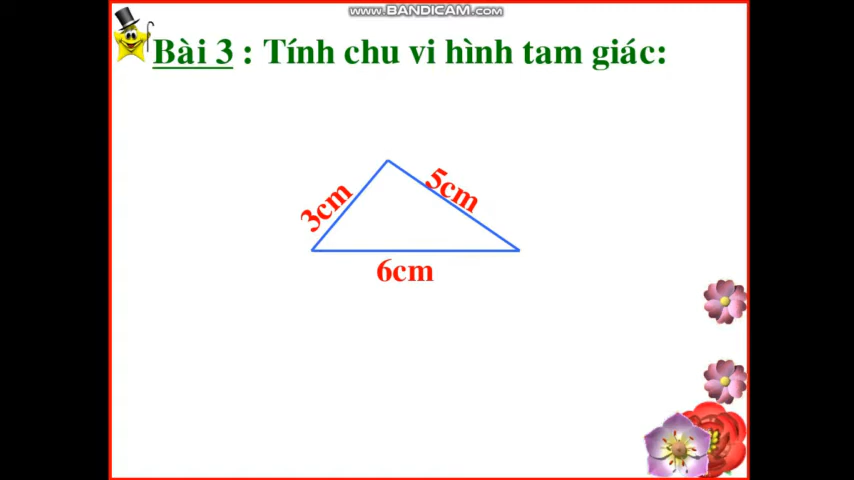 WWW.BANDICAM.COM
Bài 3 : Tính chu vi hình tam giác:
3cm
5cm
6cm